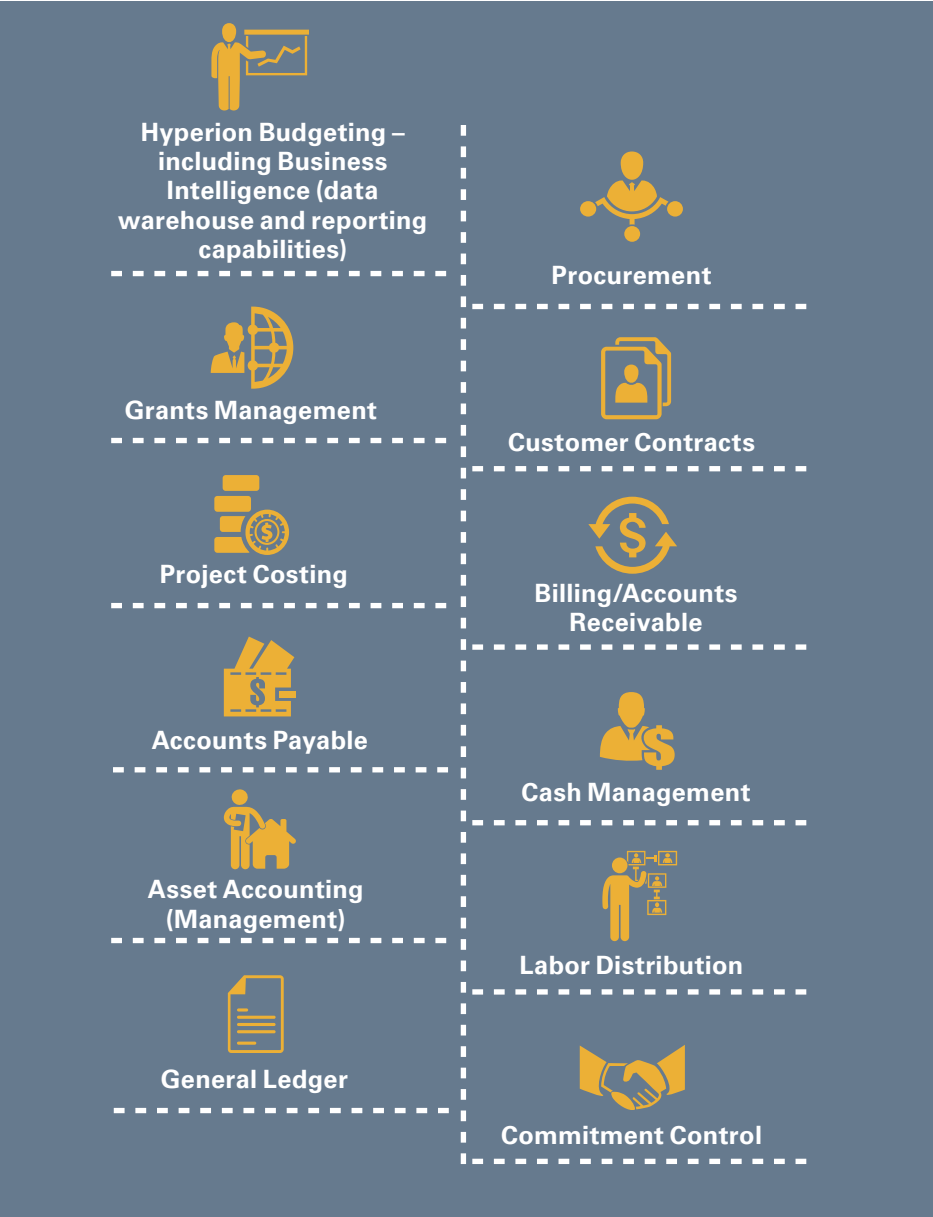 Hyperion Budgeting –
including Business
Intelligence (data
warehouse and reporting
capabilities)
Grants Management
Project Costing
$
Accounts Payable
$
Asset Accounting
(Management)
General Ledger
Procurement
Customer Contracts
$
Billing/Accounts
Receivable
$
Cash Management
Labor Distribution
Commitment Control